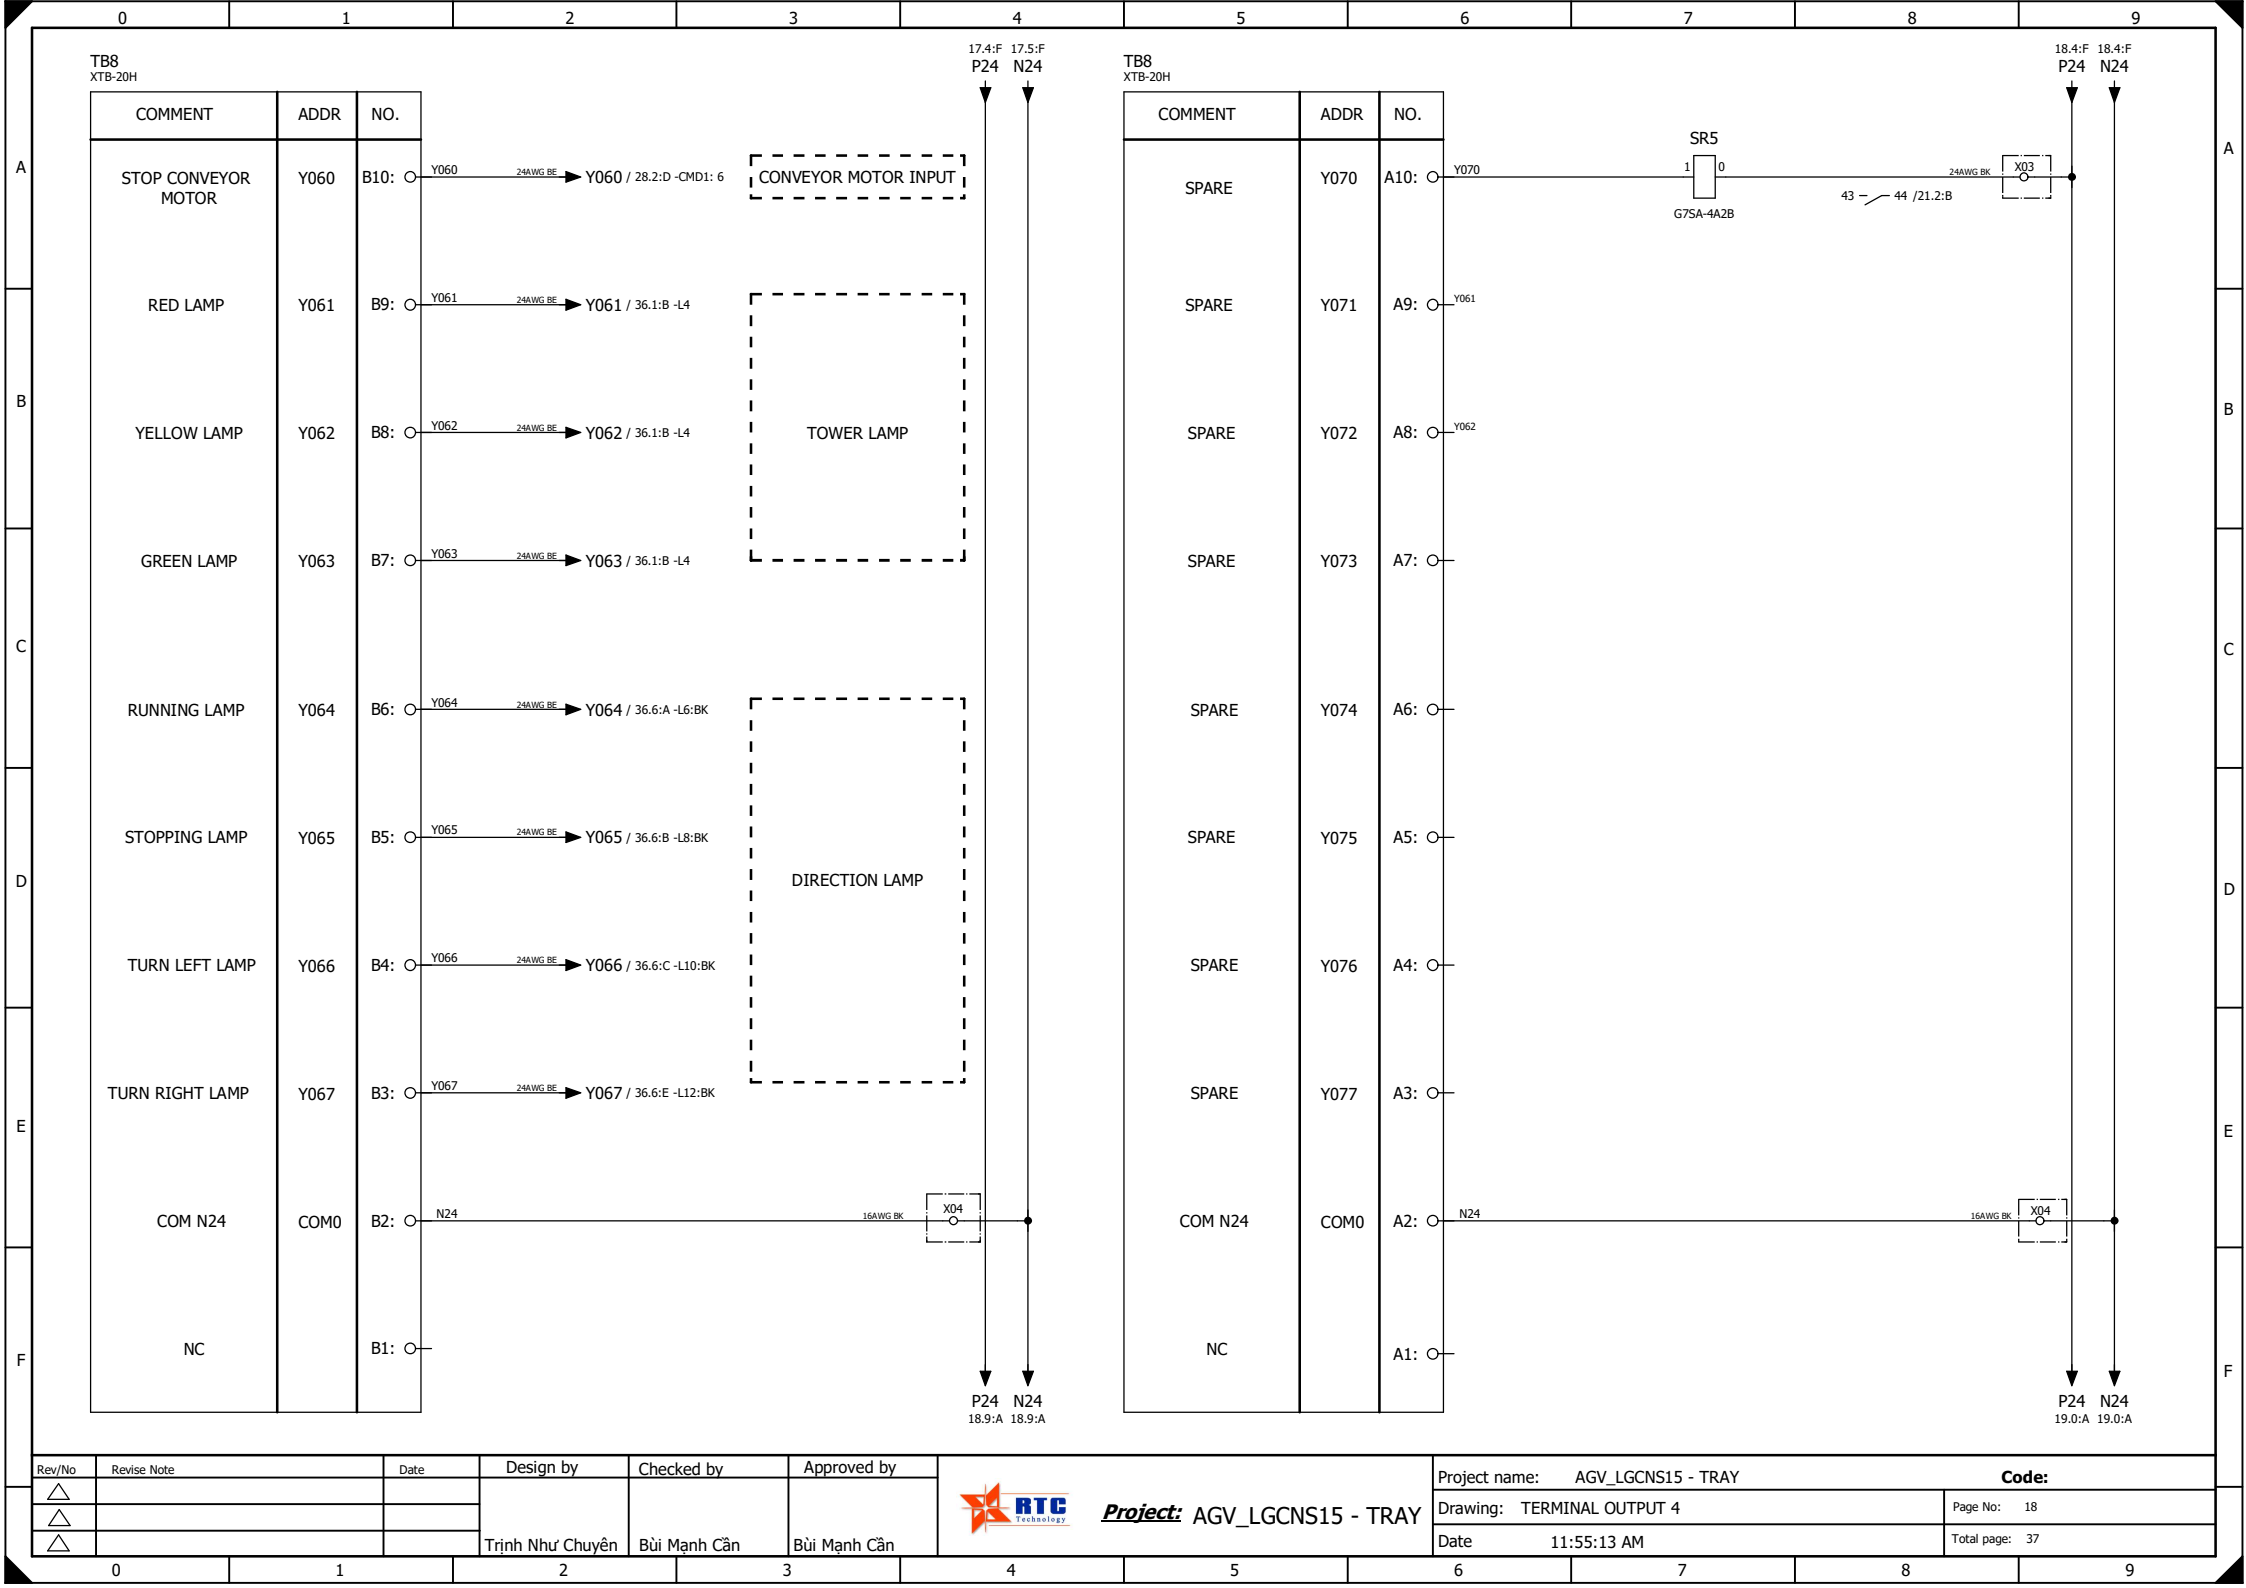 0 1 2 3 4 5 6 7 8 9
17.4:F 17.5:F 18.4:F 18.4:F
TB8 P24 N24 TB8 P24 N24
XTB-20H XTB-20H
COMMENT ADDR NO. COMMENT ADDR NO.
A A
STOP CONVEYOR MOTOR Y060 B10: Y060 24AWG BE Y060 / 28.2:D -CMD1: 6 CONVEYOR MOTOR INPUT
RED LAMP Y061 B9: Y061 24AWG BE Y061 / 36.1:B -L4
B B
YELLOW LAMP Y062 B8: Y062 24AWG BE Y062 / 36.1:B -L4 TOWER LAMP
GREEN LAMP Y063 B7: Y063 24AWG BE Y063 / 36.1:B -L4
C C
RUNNING LAMP Y064 B6: Y064 24AWG BE Y064 / 36.6:A -L6:BK
STOPPING LAMP Y065 B5: Y065 24AWG BE Y065 / 36.6:B -L8:BK
D DIRECTION LAMP D
TURN LEFT LAMP Y066 B4: Y066 24AWG BE Y066 / 36.6:C -L10:BK
TURN RIGHT LAMP Y067 B3: Y067 24AWG BE Y067 / 36.6:E -L12:BK
E E
COM N24 COM0 B2: N24 16AWG BK X04
NC B1:
F F
P24 N24
18.9:A 18.9:A
SR5
SPARE Y070 A10: Y070 1 0 24AWG BK X03
43 44 /21.2:B
G7SA-4A2B
SPARE Y071 A9: Y061
SPARE Y072 A8: Y062
SPARE Y073 A7:
SPARE Y074 A6:
SPARE Y075 A5:
SPARE Y076 A4:
SPARE Y077 A3:
COM N24 COM0 A2: N24 16AWG BK X04
NC A1:
P24 N24
19.0:A 19.0:A
Rev/No Revise Note Date Design by Checked by Approved by
Trịnh Như Chuyên Bùi Mạnh Cần Bùi Mạnh Cần
RTC
Technology
Project: AGV_LGCNS15 - TRAY
Project name: AGV_LGCNS15 - TRAY Code:
Drawing: TERMINAL OUTPUT 4 Page No: 18
Date 11:55:13 AM Total page: 37
0 1 2 3 4 5 6 7 8 9